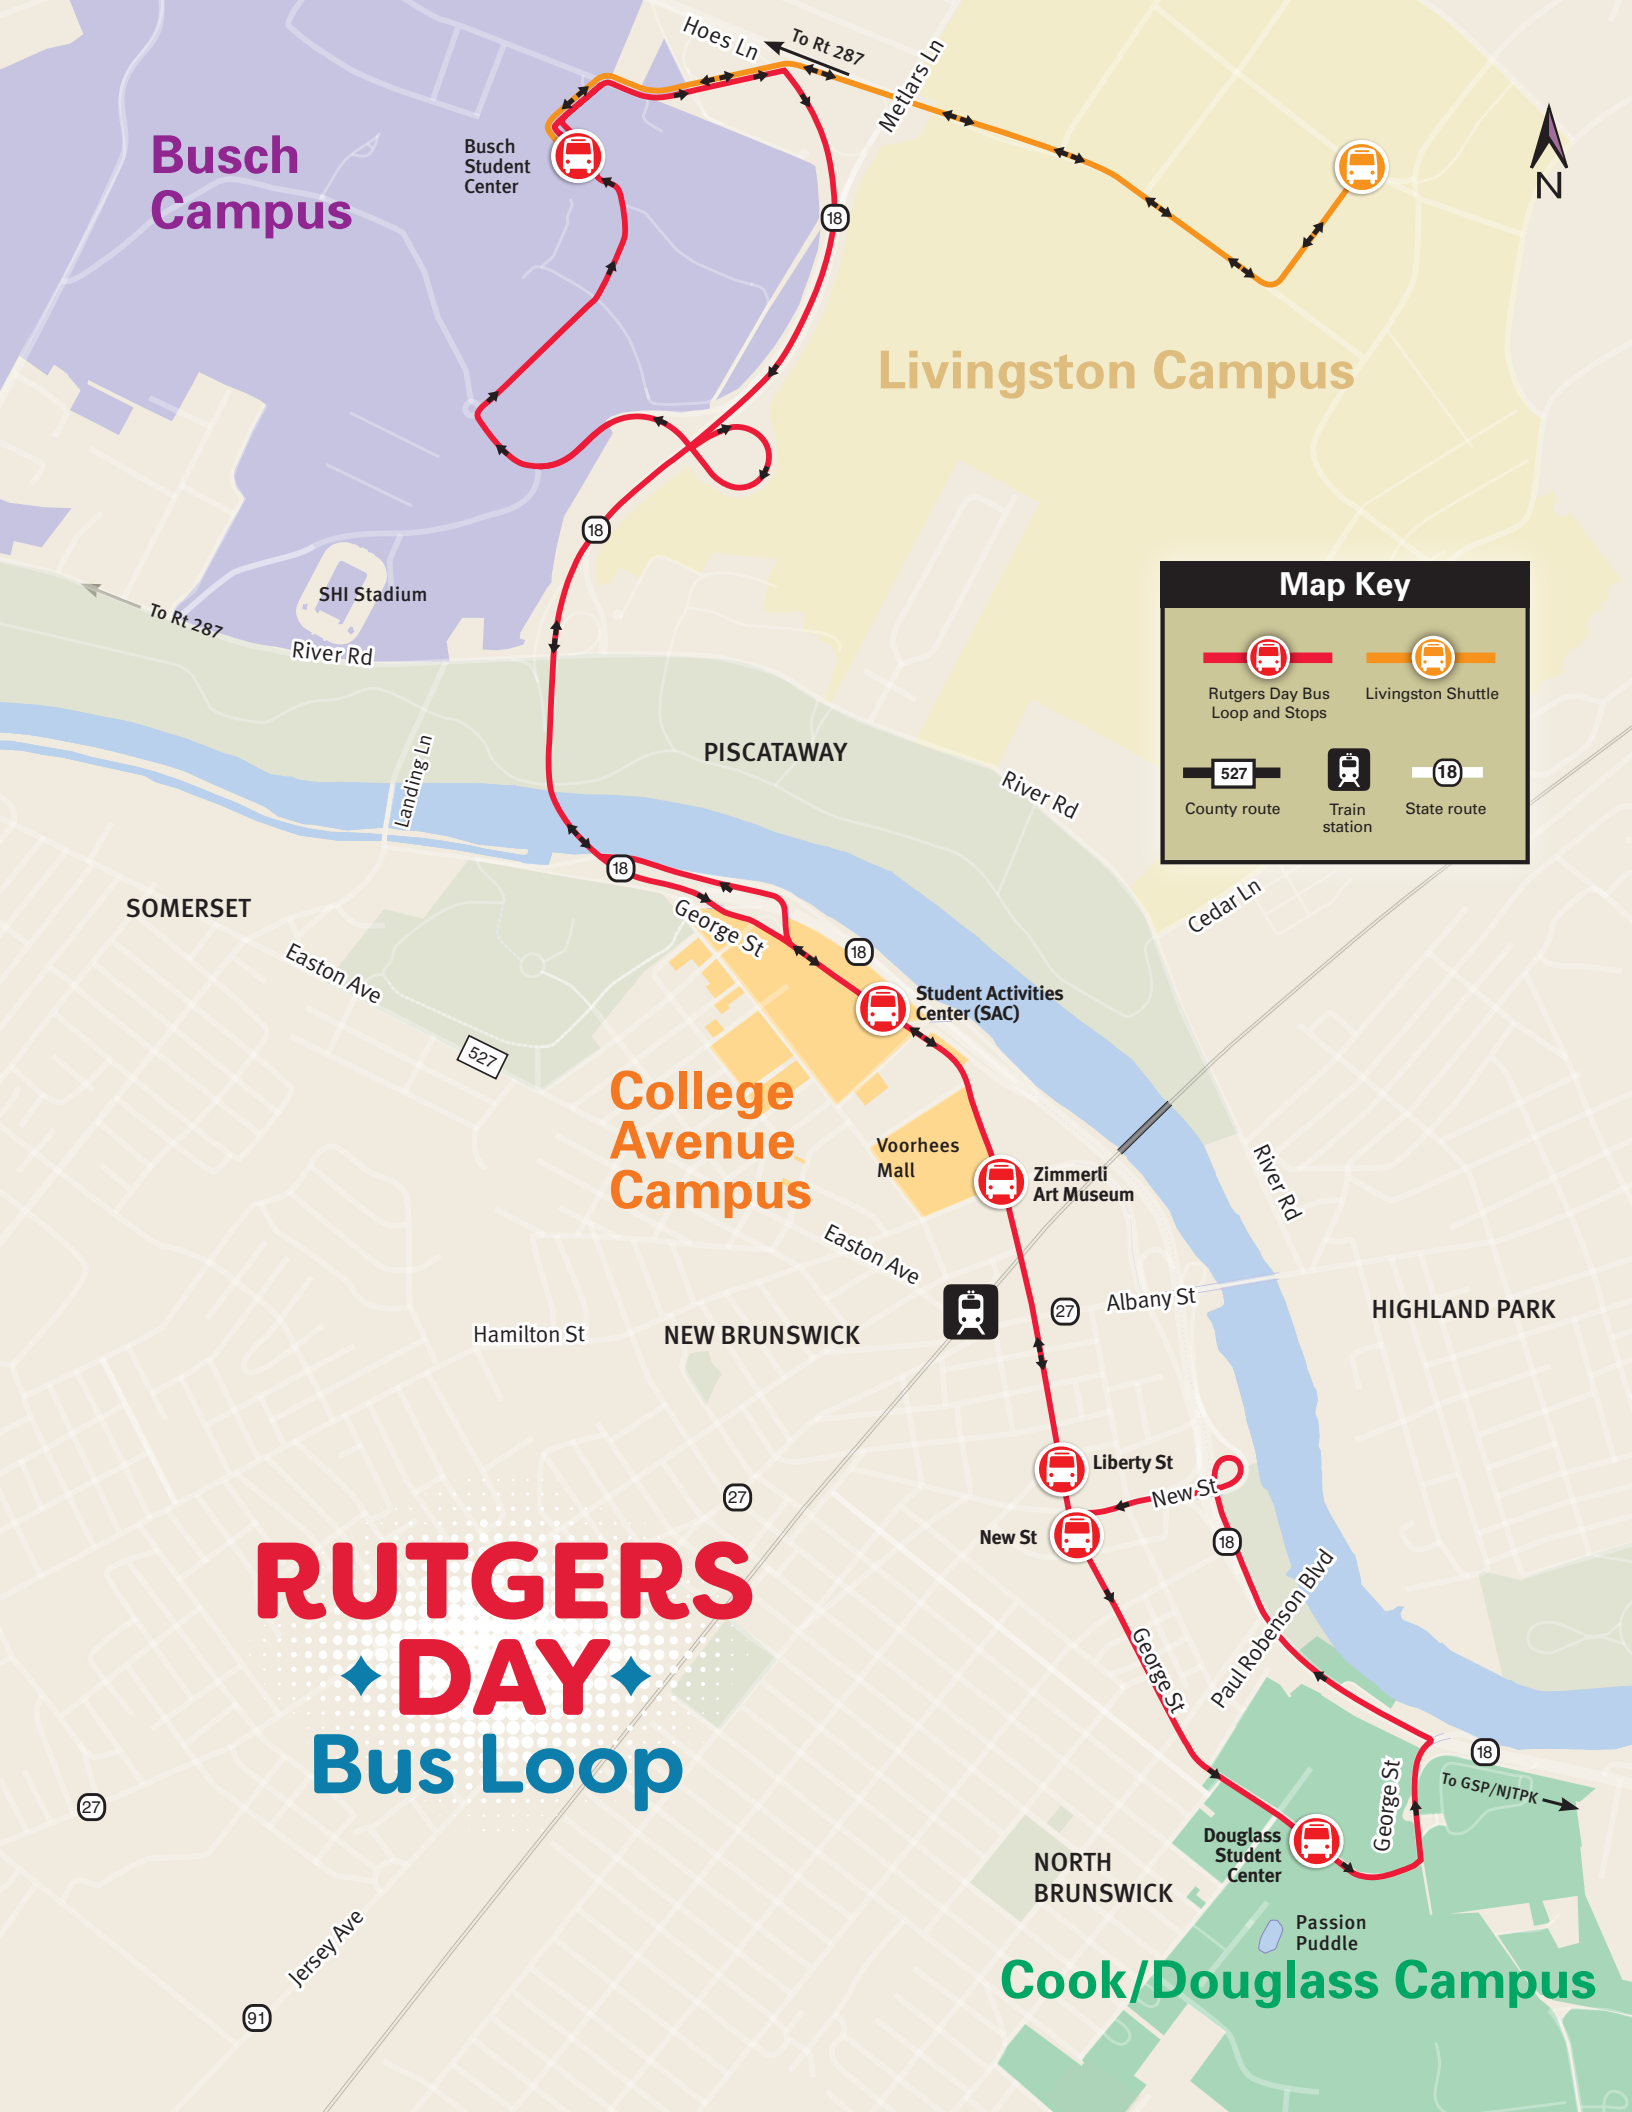 Hoes Ln
To Rt 287
Metlars Ln
Busch
Campus
Busch
Student
Center
N
18
Livingston Campus
18
SHI Stadium
To Rt 287
River Rd
Map Key
Rutgers Day Bus
Loop and Stops
Livingston Shuttle
527
18
County route
Train
station
State route
Landing Ln
PISCATAWAY
River Rd
18
Cedar Ln
SOMERSET
George St
18
Easton Ave
Student Activities
Center (SAC)
527
College
Avenue
Campus
Voorhees
Mall
Zimmerli
Art Museum
River Rd
Easton Ave
Albany St
27
HIGHLAND PARK
Hamilton St
NEW BRUNSWICK
Liberty St
27
New St
New St
18
RUTGERS
DAY
Bus Loop
Paul Robenson Blvd
George St
18
To GSP/NJTPK
George St
27
Douglass
Student
Center
NORTH
BRUNSWICK
Passion
Puddle
Jersey Ave
Cook/Douglass Campus
91